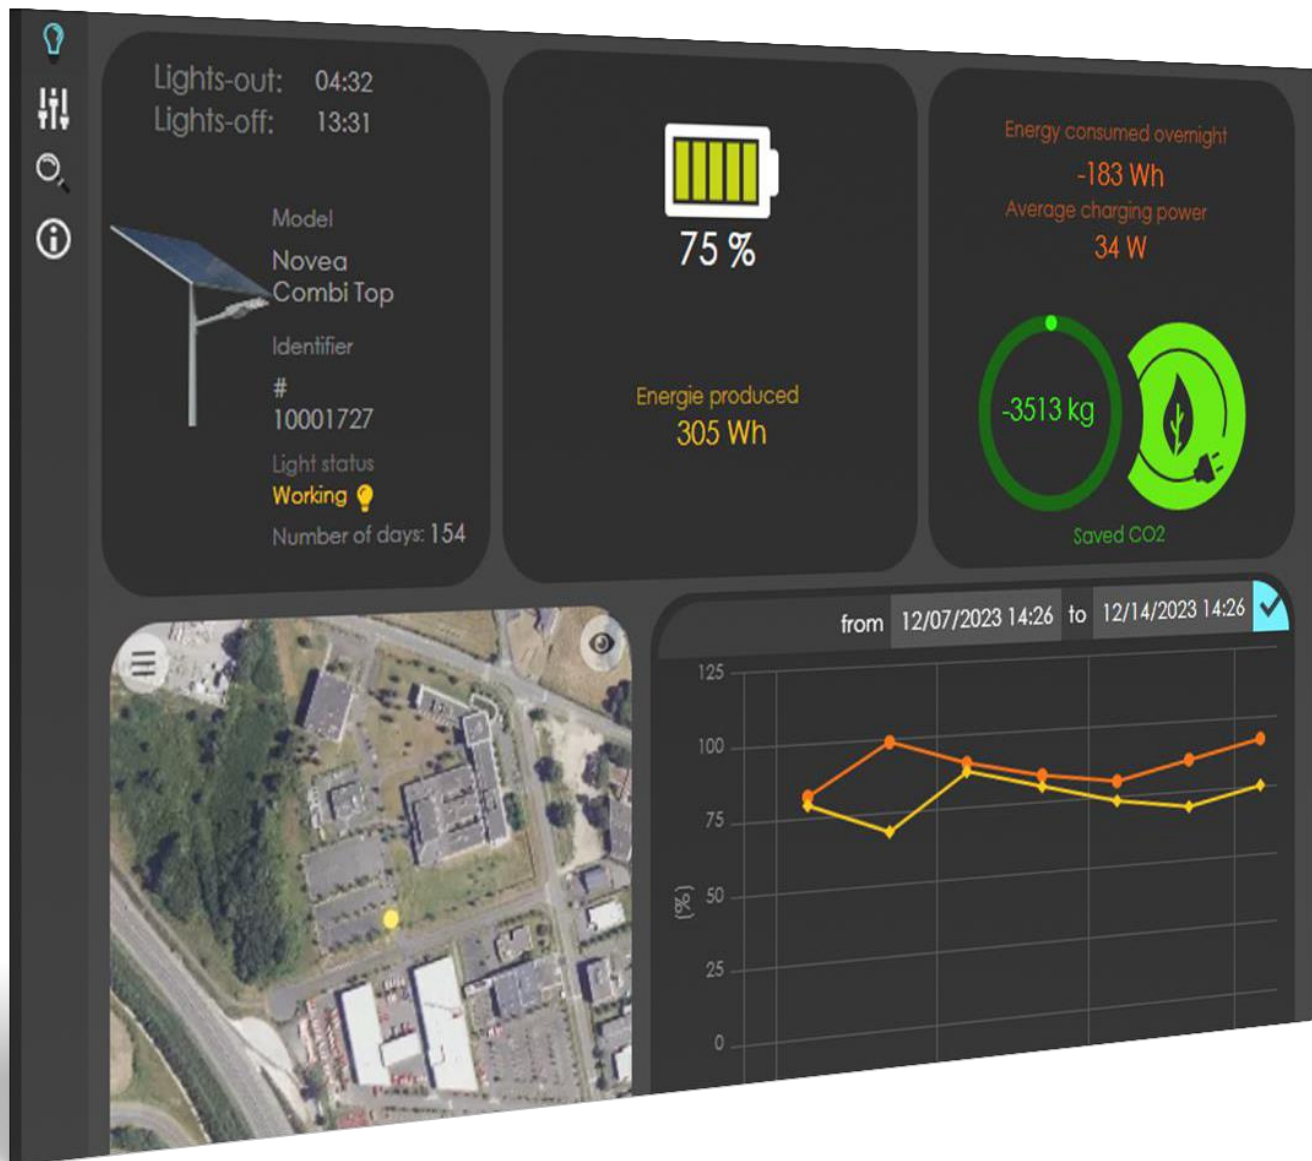 Lights-out: 04:32
Lights-off: 13:31
Model
Novea
Combi Top
Identifier
#
10001727
Light status
Working
Number of days: 154
75 %
Energie produced
305 Wh
Energy consumed overnight
-183 Wh
Average charging power
34 W
-3513 kg
Saved CO2
from 12/07/2023 14:26 to 12/14/2023 14:26
125
100
75
50
25
0
(%)